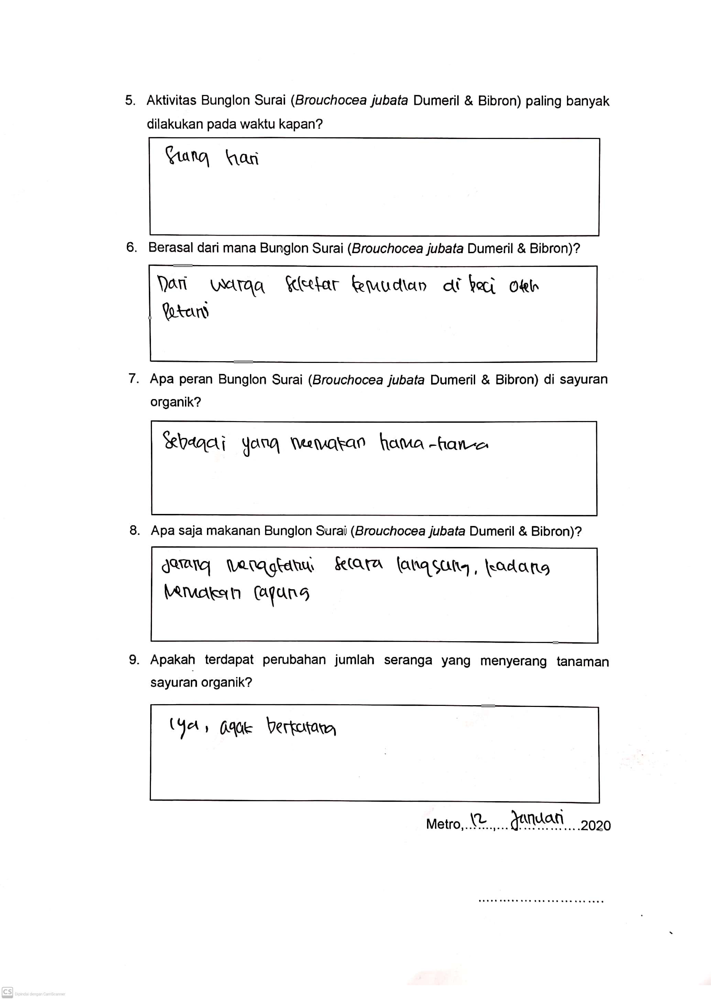 5. Aktivitas Bunglon Surai (Brouchocea jubata Dumeril & Bibron) paling banyak
dilakukan pada waktu kapan?
Siang hari
6. Berasal dari mana Bunglon Surai (Brouchocea jubata Dumeril & Bibron)?
Dari warga sekitar kemudian di beci oleh
Petani
7. Apa peran Bunglon Surai (Brouchocea jubata Dumeril & Bibron) di sayuran
organik?
Sebagai yang memakan hama-hama
8. Apa saja makanan Bunglon Surai (Brouchocea jubata Dumeril & Bibron)?
Jarang mengetahui secara langsung, kadang
Memakan capung
9. Apakah terdapat perubahan jumlah seranga yang menyerang tanaman
sayuran organik?
Iya, agak berkurang
Metro, 12, Januari 2020
CS Dipindai dengan CamScanner